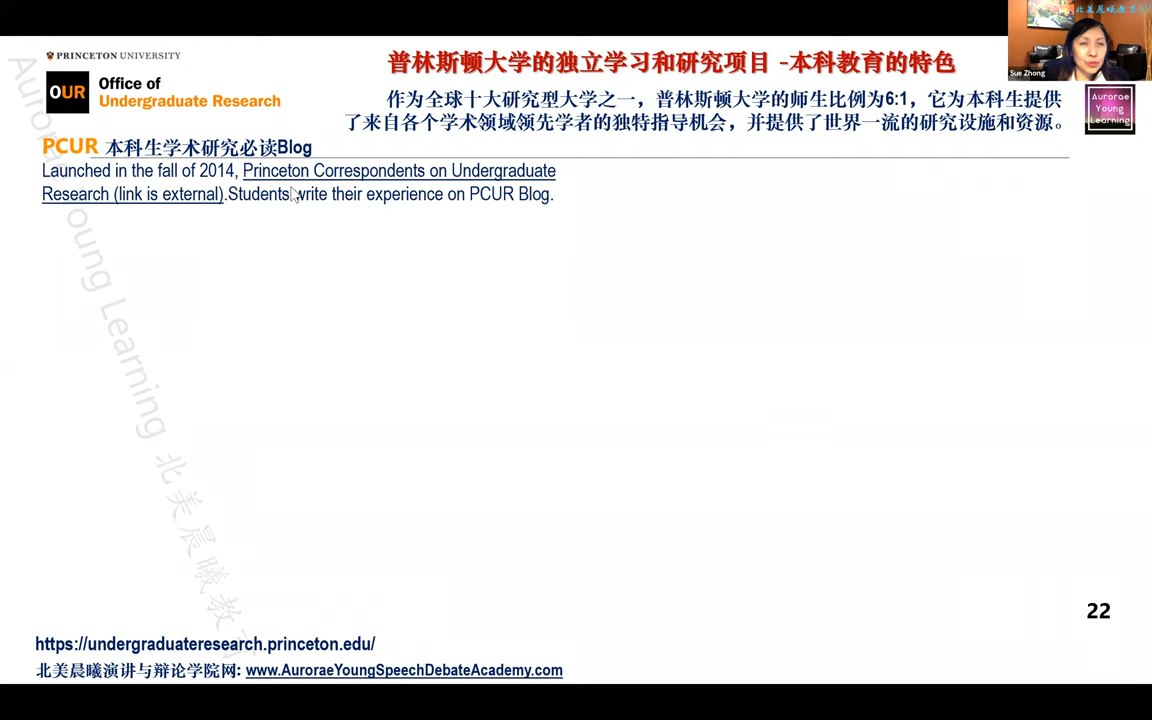 PRINCETON UNIVERSITY
OUR
Office of
Undergraduate Research
普林斯顿大学的独立学习和研究项目 -本科教育的特色
作为全球十大研究型大学之一，普林斯顿大学的师生比例为6:1，它为本科生提供
了来自各个学术领域领先学者的独特指导机会，并提供了世界一流的研究设施和资源。
北美晨曦教育
Sue Zhong
Aurorae
Young
Learning
PCUR 本科生学术研究必读Blog
Launched in the fall of 2014, Princeton Correspondents on Undergraduate
Research (link is external).Students write their experience on PCUR Blog.
Aurorae Young Learning 北美晨曦教育
22
https://undergraduateresearch.princeton.edu/
北美晨曦演讲与辩论学院网: www.AuroraeYoungSpeechDebateAcademy.com